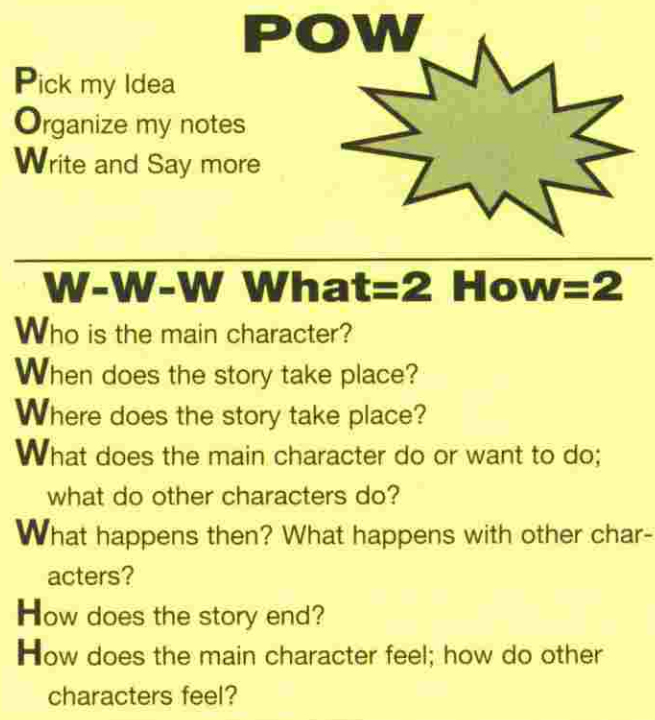 POW
Pick my Idea
Organize my notes
Write and Say more
W-W-W What=2 How=2
Who is the main character?
When does the story take place?
Where does the story take place?
What does the main character do or want to do;
what do other characters do?
What happens then? What happens with other char-
acters?
How does the story end?
How does the main character feel; how do other
characters feel?